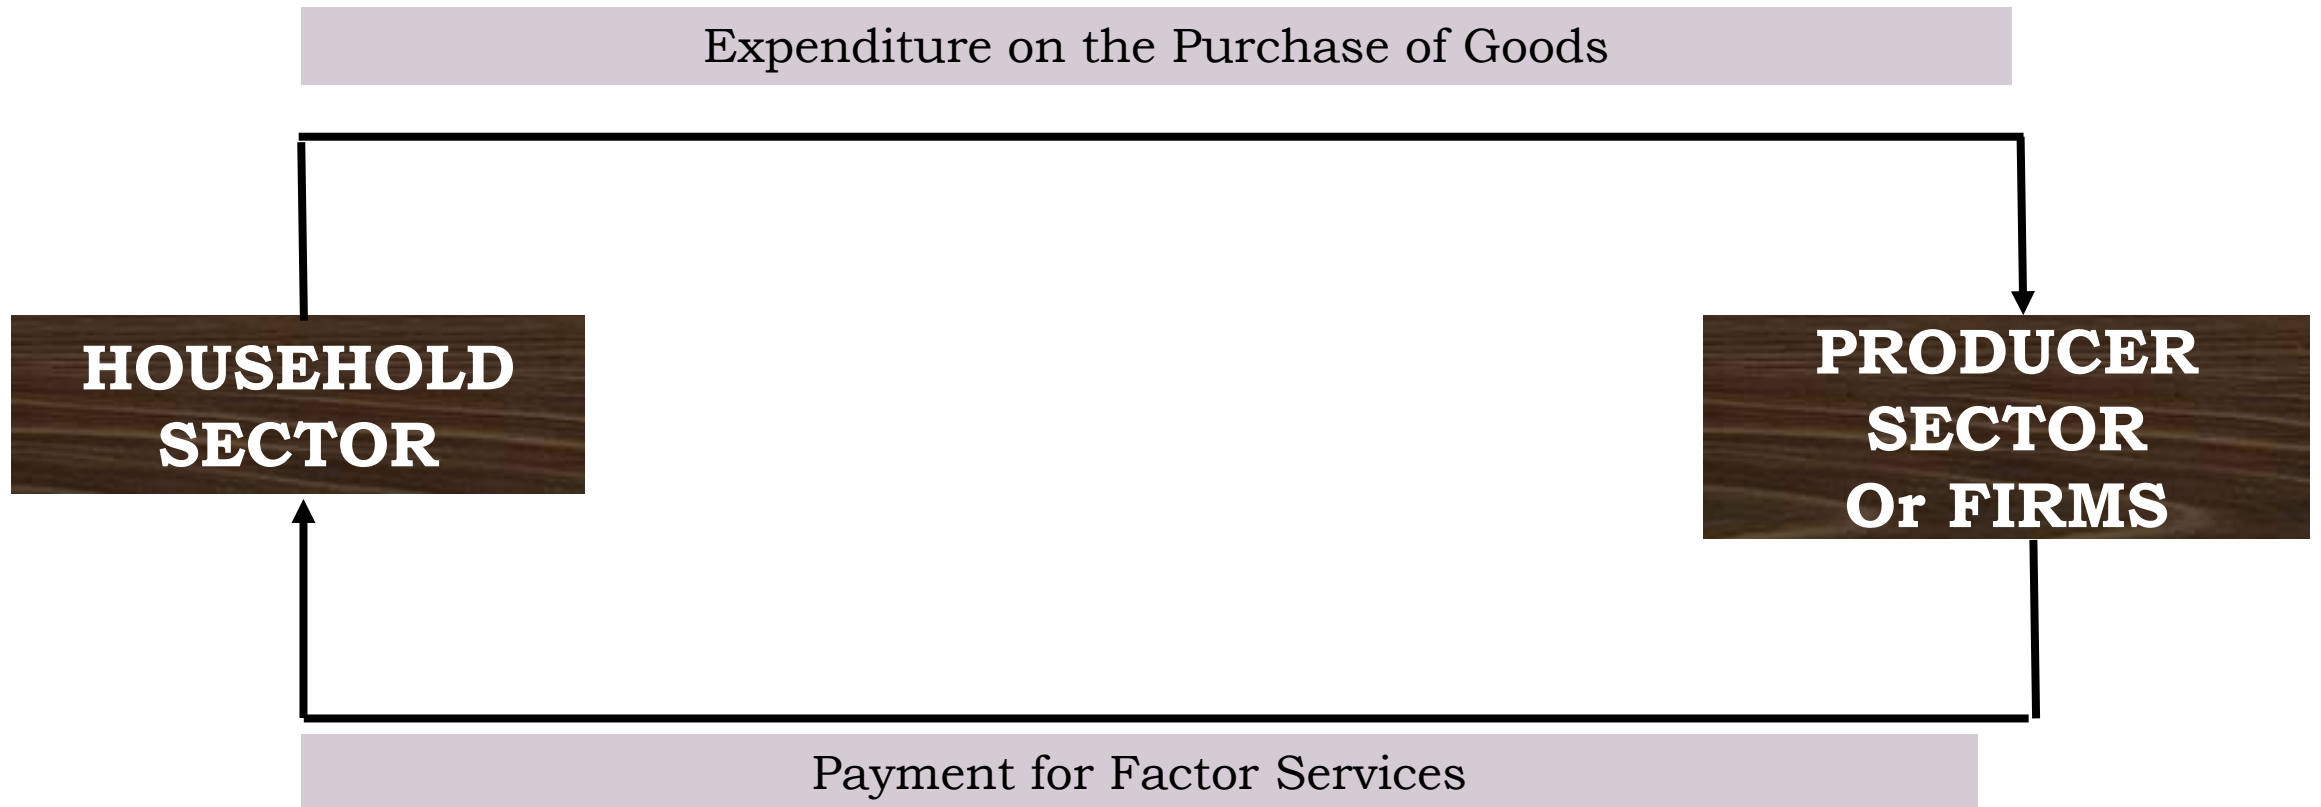 Expenditure on the Purchase of Goods
HOUSEHOLD
SECTOR
PRODUCER
SECTOR
Or FIRMS
Payment for Factor Services